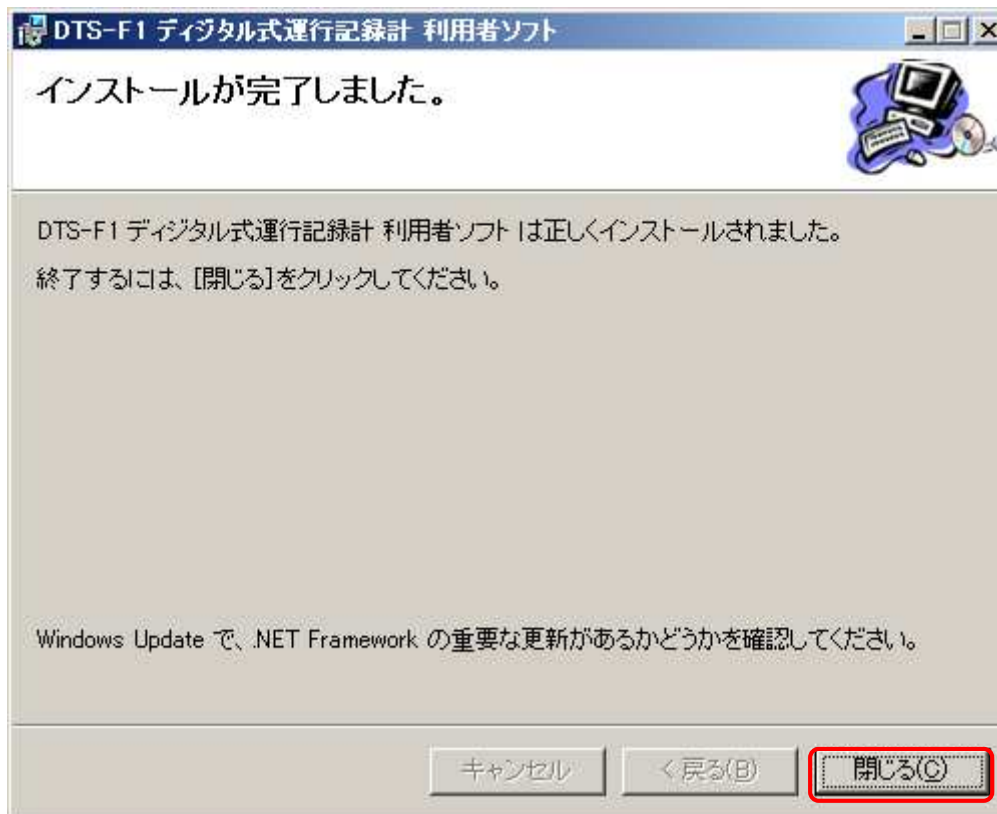 DTS-F1 ディジタル式運行記録計 利用者ソフト
インストールが完了しました。
DTS-F1 ディジタル式運行記録計 利用者ソフト は正しくインストールされました。
終了するには、[閉じる]をクリックしてください。
Windows Update で、.NET Framework の重要な更新があるかどうかを確認してください。
キャンセル
< 戻る(B)
閉じる(C)